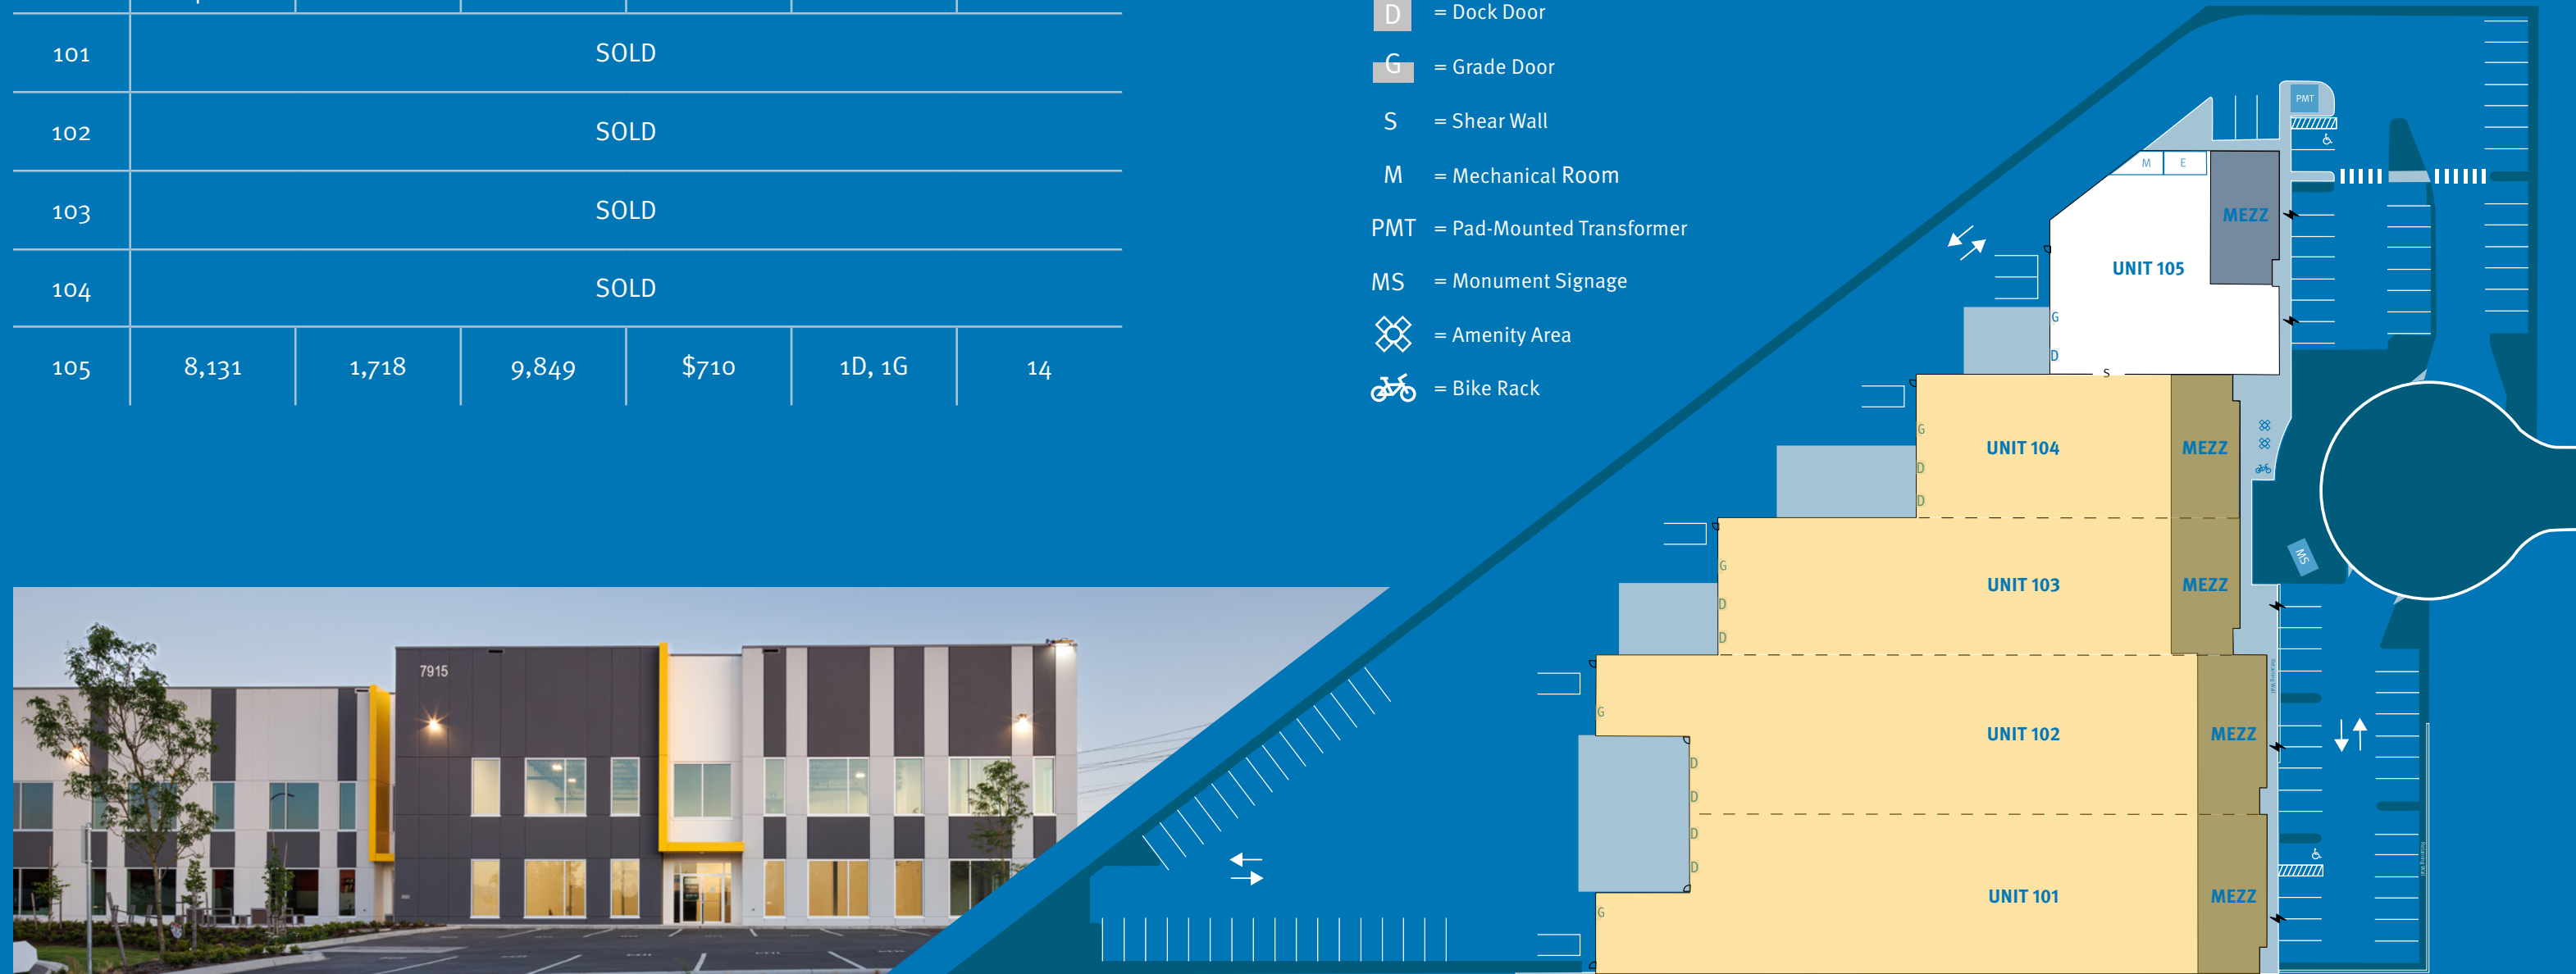 101 SOLD
102 SOLD
103 SOLD
104 SOLD
105 8,131 1,718 9,849 $710 1D, 1G 14
D = Dock Door
G = Grade Door
S = Shear Wall
M = Mechanical Room
PMT = Pad-Mounted Transformer
MS = Monument Signage
= Amenity Area
= Bike Rack
7915
PMT
M E
MEZZ
UNIT 105
G
D
S
G
UNIT 104 MEZZ
D
D
G
UNIT 103 MEZZ
D
D
MS
G
UNIT 102 MEZZ
D
D
D
D
UNIT 101 MEZZ
G